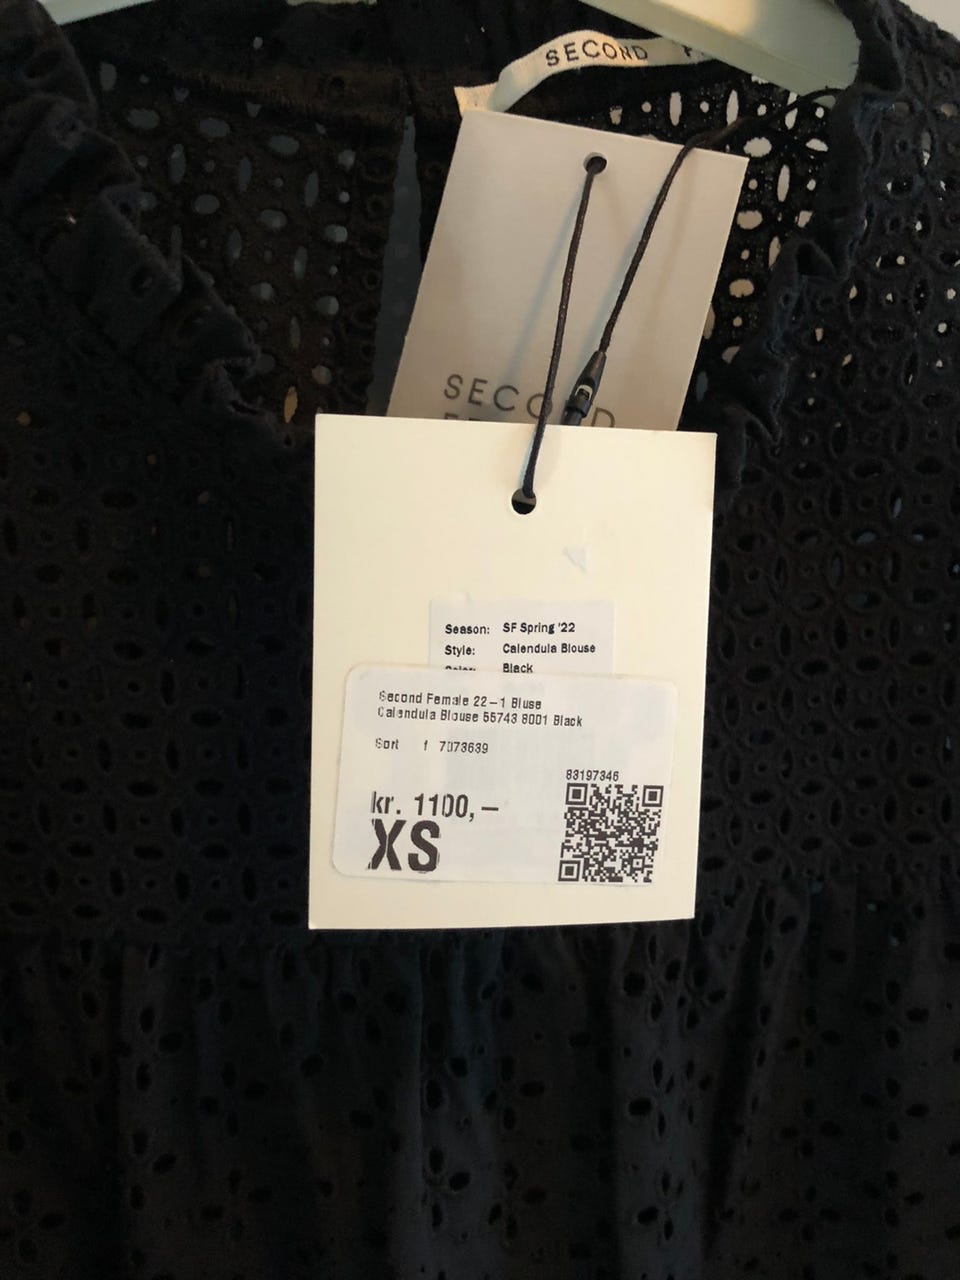 SECOND
SECOND
Season: SF Spring '22
Style: Calendula Blouse
Color: Black
Second Female 22-1 Bluse
Calendula Blouse 55743 8001 Black
Sort f 7073639
83197346
kr. 1100,-
XS